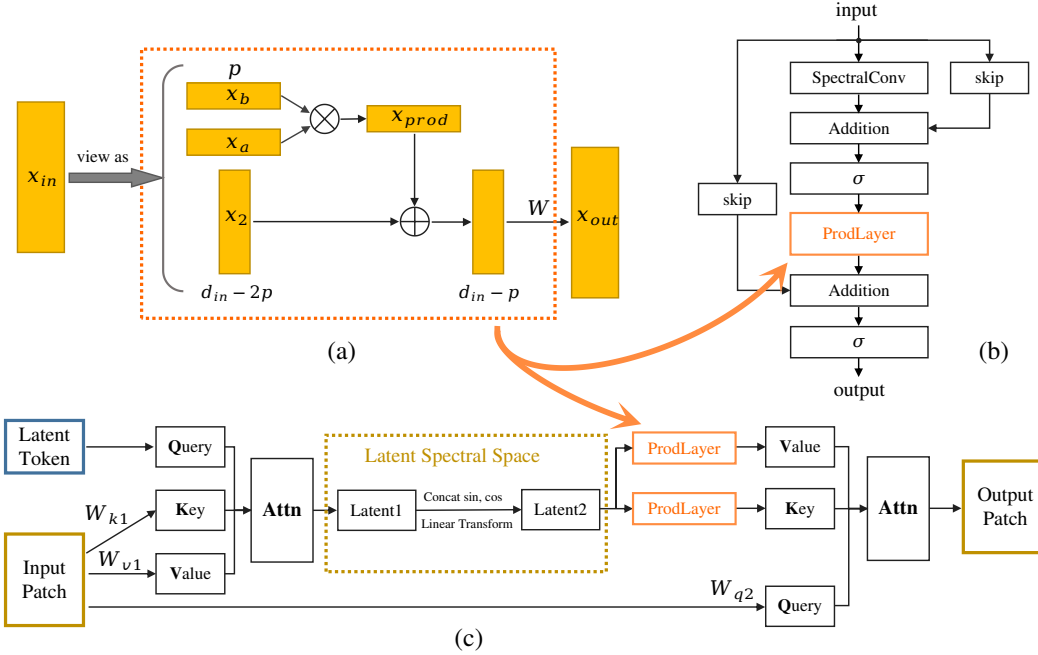 p
x_b
x_a
x_prod
view as
x_in
x_2
W
x_out
d_in − 2p
d_in − p
(a)
input
SpectralConv
skip
Addition
σ
skip
ProdLayer
Addition
σ
output
(b)
Latent
Token
Query
Latent Spectral Space
ProdLayer
Value
W_k1
Key
Attn
Latent1
Concat sin, cos
Linear Transform
Latent2
ProdLayer
Key
Attn
Output
Patch
Input
Patch
W_v1
Value
W_q2
Query
(c)